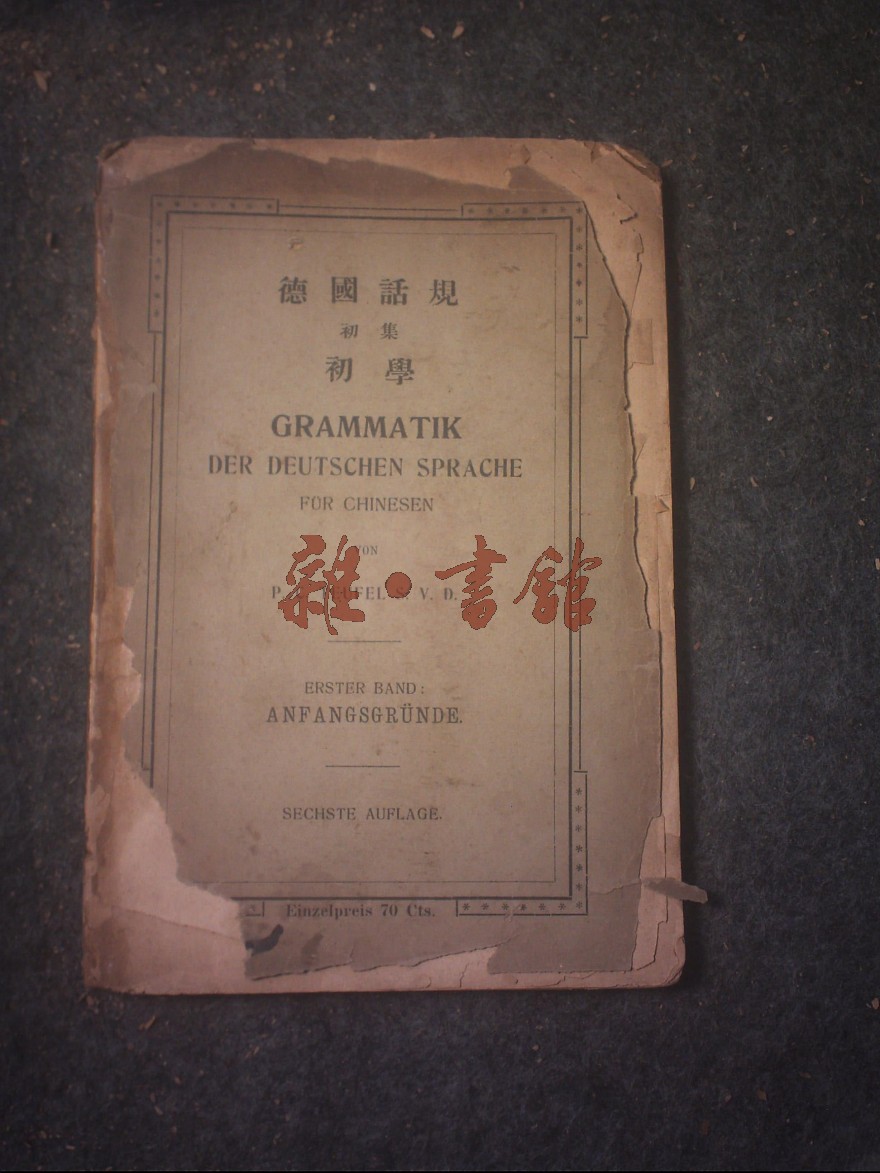 德國話規
初集
初學
GRAMMATIK
DER DEUTSCHEN SPRACHE
FÜR CHINESEN
VON
S. V. D.
雜·書館
ERSTER BAND:
ANFANGSGRÜNDE.
SECHSTE AUFLAGE.
Einzelpreis 70 Cts.